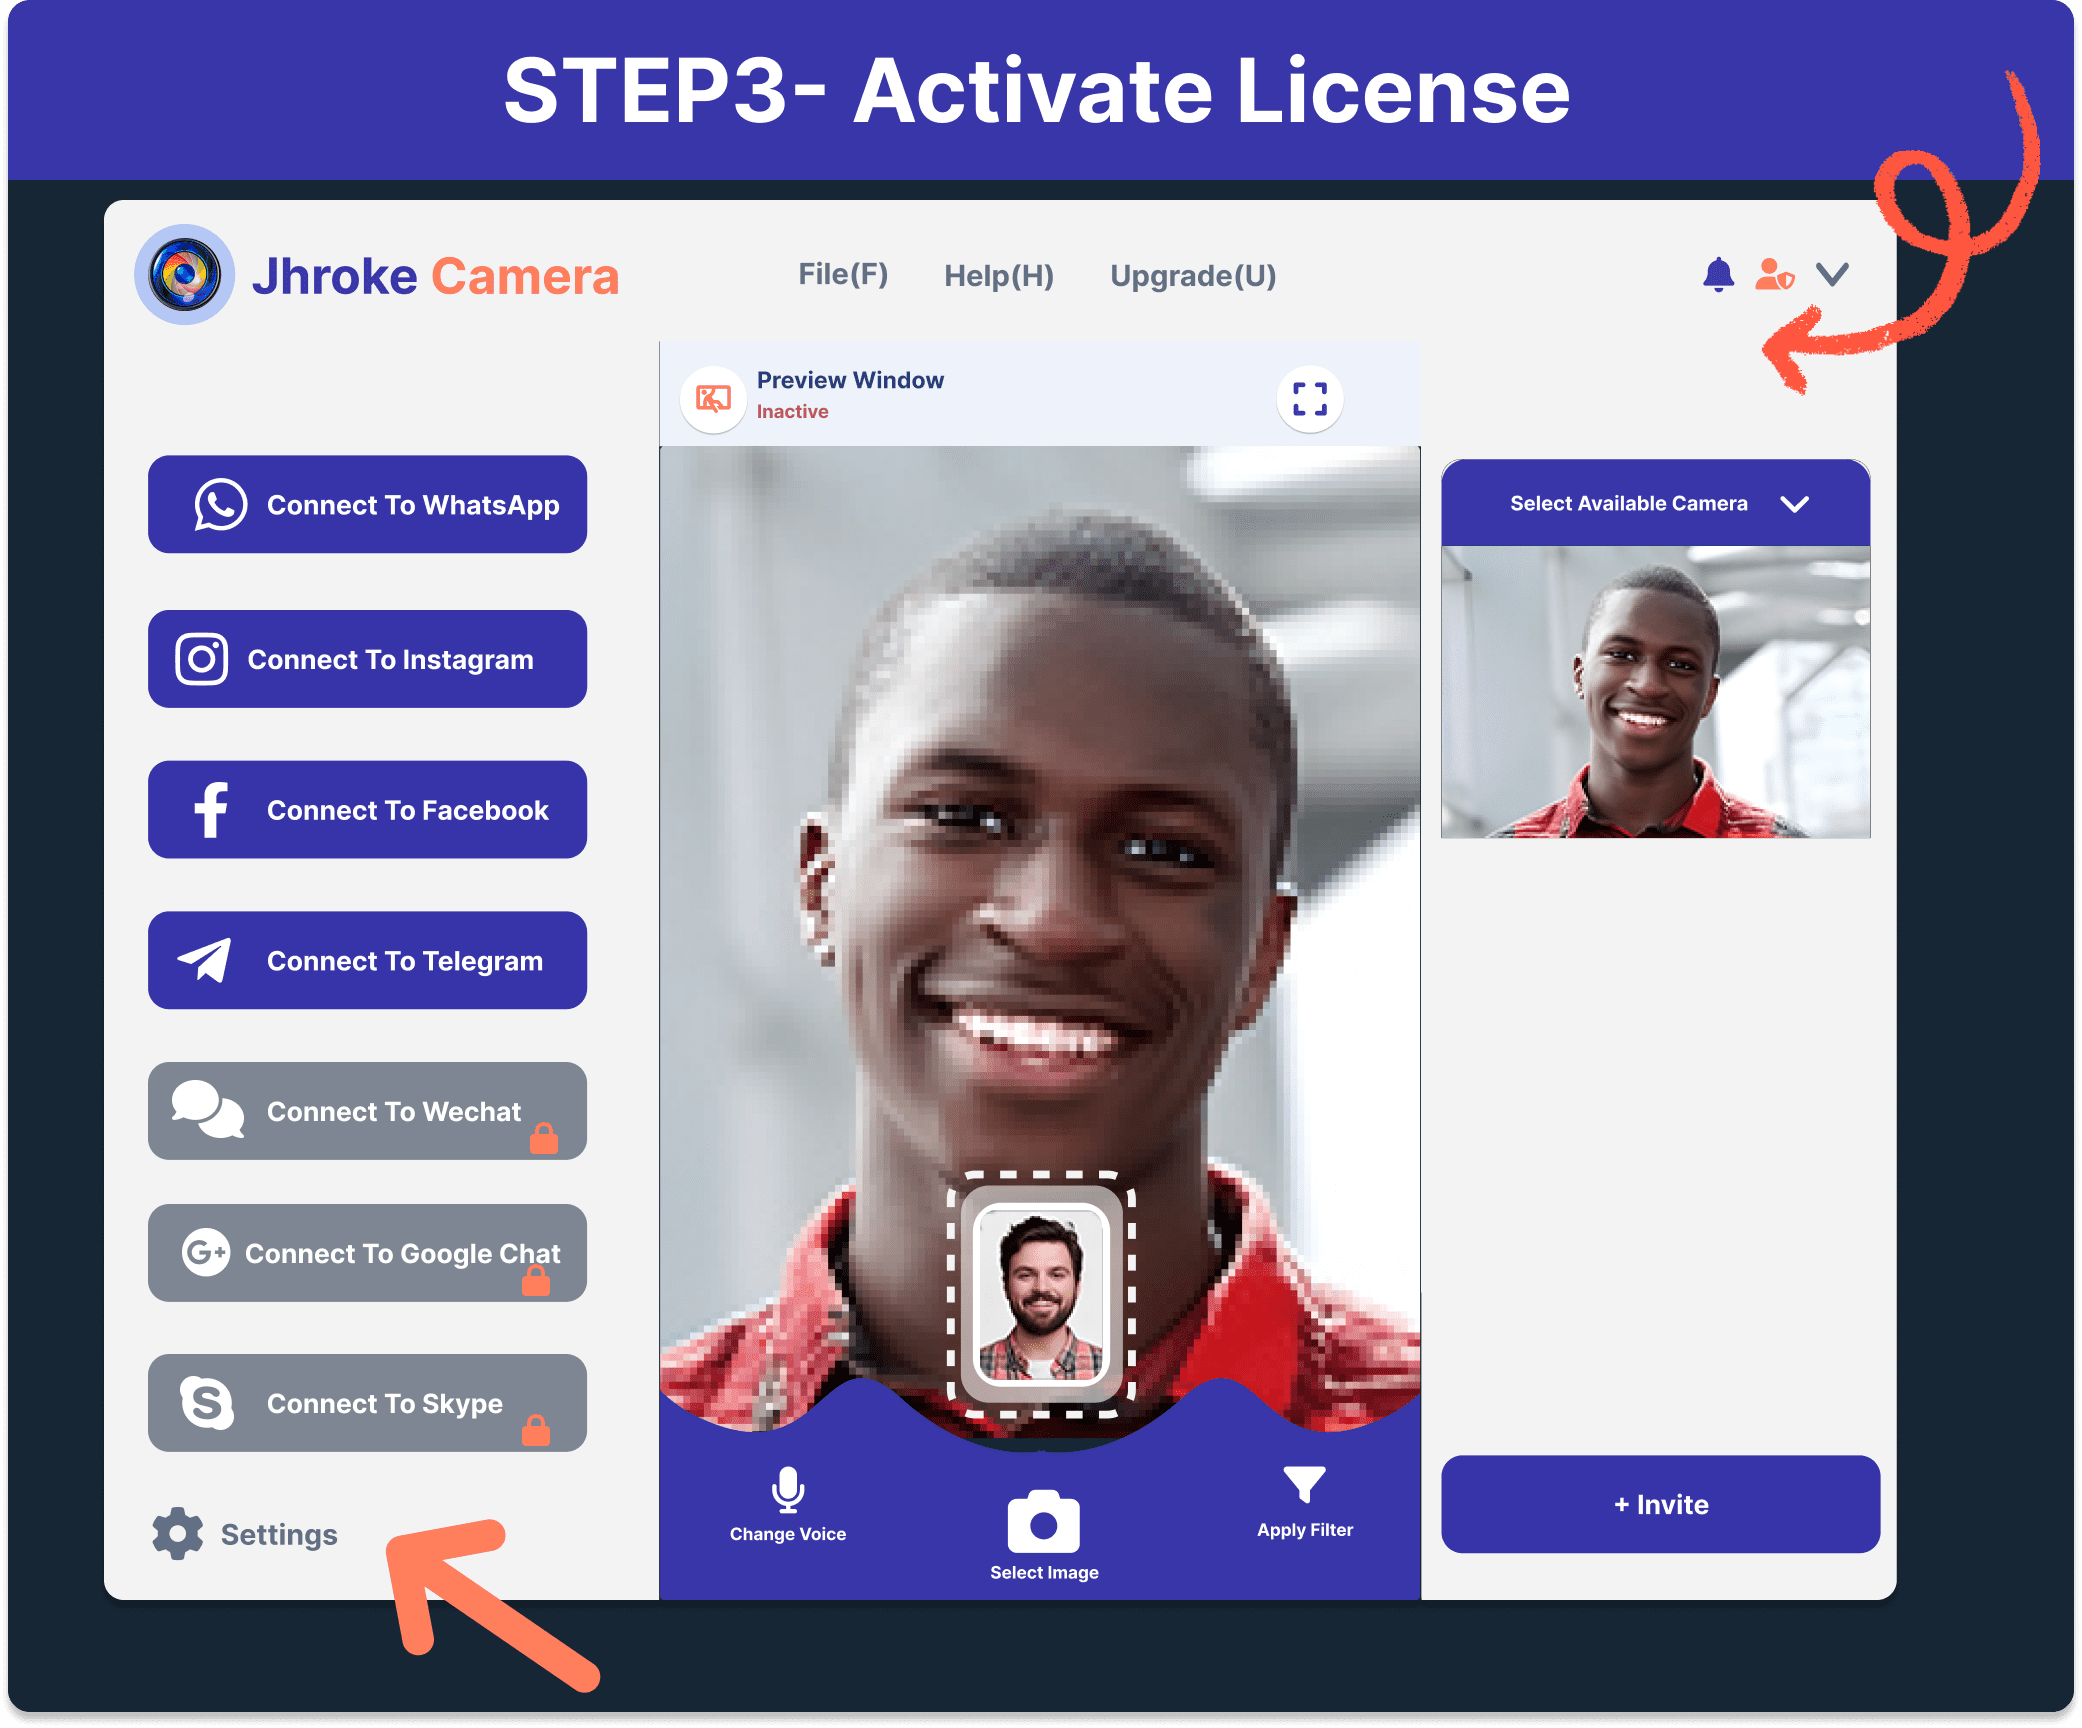 STEP3- Activate License
Jhroke Camera
File(F)
Help(H)
Upgrade(U)
Preview Window
Inactive
Connect To WhatsApp
Connect To Instagram
Connect To Facebook
Connect To Telegram
Connect To Wechat
Connect To Google Chat
Connect To Skype
Settings
Change Voice
Select Image
Apply Filter
Select Available Camera
+ Invite